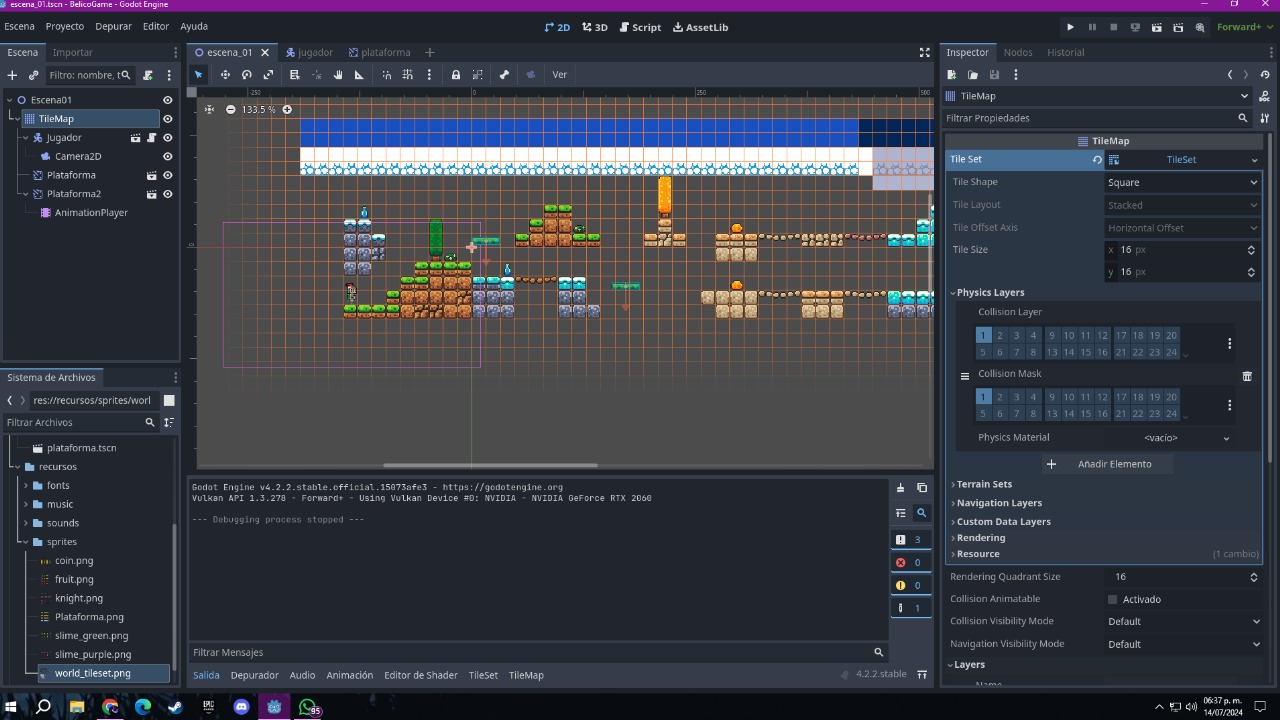 escena_01.tscn - BelicoGame - Godot Engine
Escena Proyecto Depurar Editor Ayuda
2D 3D Script AssetLib
Forward+
Escena Importar
Filtro: nombre, t
Escena01
TileMap
Jugador
Camera2D
Plataforma
Plataforma2
AnimationPlayer
Sistema de Archivos
res://recursos/sprites/worl
Filtrar Archivos
plataforma.tscn
recursos
fonts
music
sounds
sprites
coin.png
fruit.png
knight.png
Plataforma.png
slime_green.png
slime_purple.png
world_tileset.png
escena_01 jugador plataforma
Ver
-250 0 250 500
133.5 %
0
Godot Engine v4.2.2.stable.official.15073afe3 - https://godotengine.org
Vulkan API 1.3.278 - Forward+ - Using Vulkan Device #0: NVIDIA - NVIDIA GeForce RTX 2060
--- Debugging process stopped ---
3
0
0
1
Filtrar Mensajes
Salida Depurador Audio Animación Editor de Shader TileSet TileMap
4.2.2.stable
Inspector Nodos Historial
TileMap
DOC
Filtrar Propiedades
TileMap
Tile Set TileSet
Tile Shape Square
Tile Layout Stacked
Tile Offset Axis Horizontal Offset
Tile Size x 16 px
y 16 px
Physics Layers
Collision Layer
1 2 3 4 9 10 11 12 17 18 19 20
5 6 7 8 13 14 15 16 21 22 23 24
Collision Mask
1 2 3 4 9 10 11 12 17 18 19 20
5 6 7 8 13 14 15 16 21 22 23 24
Physics Material <vacío>
Añadir Elemento
Terrain Sets
Navigation Layers
Custom Data Layers
Rendering
Resource (1 cambio)
Rendering Quadrant Size 16
Collision Animatable Activado
Collision Visibility Mode Default
Navigation Visibility Mode Default
Layers
EPIC
95
06:37 p. m.
14/07/2024